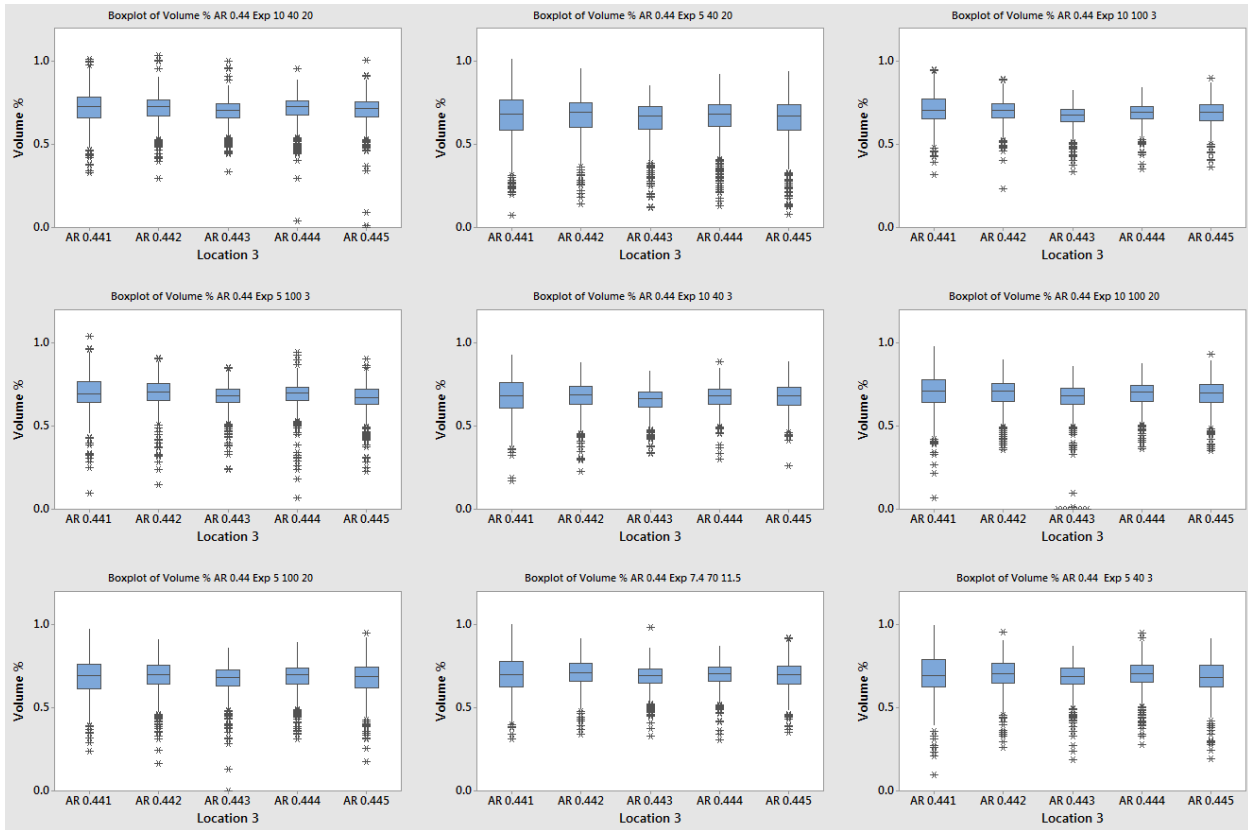 Boxplot of Volume % AR 0.44 Exp 10 40 20
Volume %
1.0
0.5
0.0
AR 0.441 AR 0.442 AR 0.443 AR 0.444 AR 0.445
Location 3
Boxplot of Volume % AR 0.44 Exp 5 40 20
Volume %
1.0
0.5
0.0
AR 0.441 AR 0.442 AR 0.443 AR 0.444 AR 0.445
Location 3
Boxplot of Volume % AR 0.44 Exp 10 100 3
Volume %
1.0
0.5
0.0
AR 0.441 AR 0.442 AR 0.443 AR 0.444 AR 0.445
Location 3
Boxplot of Volume % AR 0.44 Exp 5 100 3
Volume %
1.0
0.5
0.0
AR 0.441 AR 0.442 AR 0.443 AR 0.444 AR 0.445
Location 3
Boxplot of Volume % AR 0.44 Exp 10 40 3
Volume %
1.0
0.5
0.0
AR 0.441 AR 0.442 AR 0.443 AR 0.444 AR 0.445
Location 3
Boxplot of Volume % AR 0.44 Exp 10 100 20
Volume %
1.0
0.5
0.0
AR 0.441 AR 0.442 AR 0.443 AR 0.444 AR 0.445
Location 3
Boxplot of Volume % AR 0.44 Exp 5 100 20
Volume %
1.0
0.5
0.0
AR 0.441 AR 0.442 AR 0.443 AR 0.444 AR 0.445
Location 3
Boxplot of Volume % AR 0.44 Exp 7.4 70 11.5
Volume %
1.0
0.5
0.0
AR 0.441 AR 0.442 AR 0.443 AR 0.444 AR 0.445
Location 3
Boxplot of Volume % AR 0.44 Exp 5 40 3
Volume %
1.0
0.5
0.0
AR 0.441 AR 0.442 AR 0.443 AR 0.444 AR 0.445
Location 3